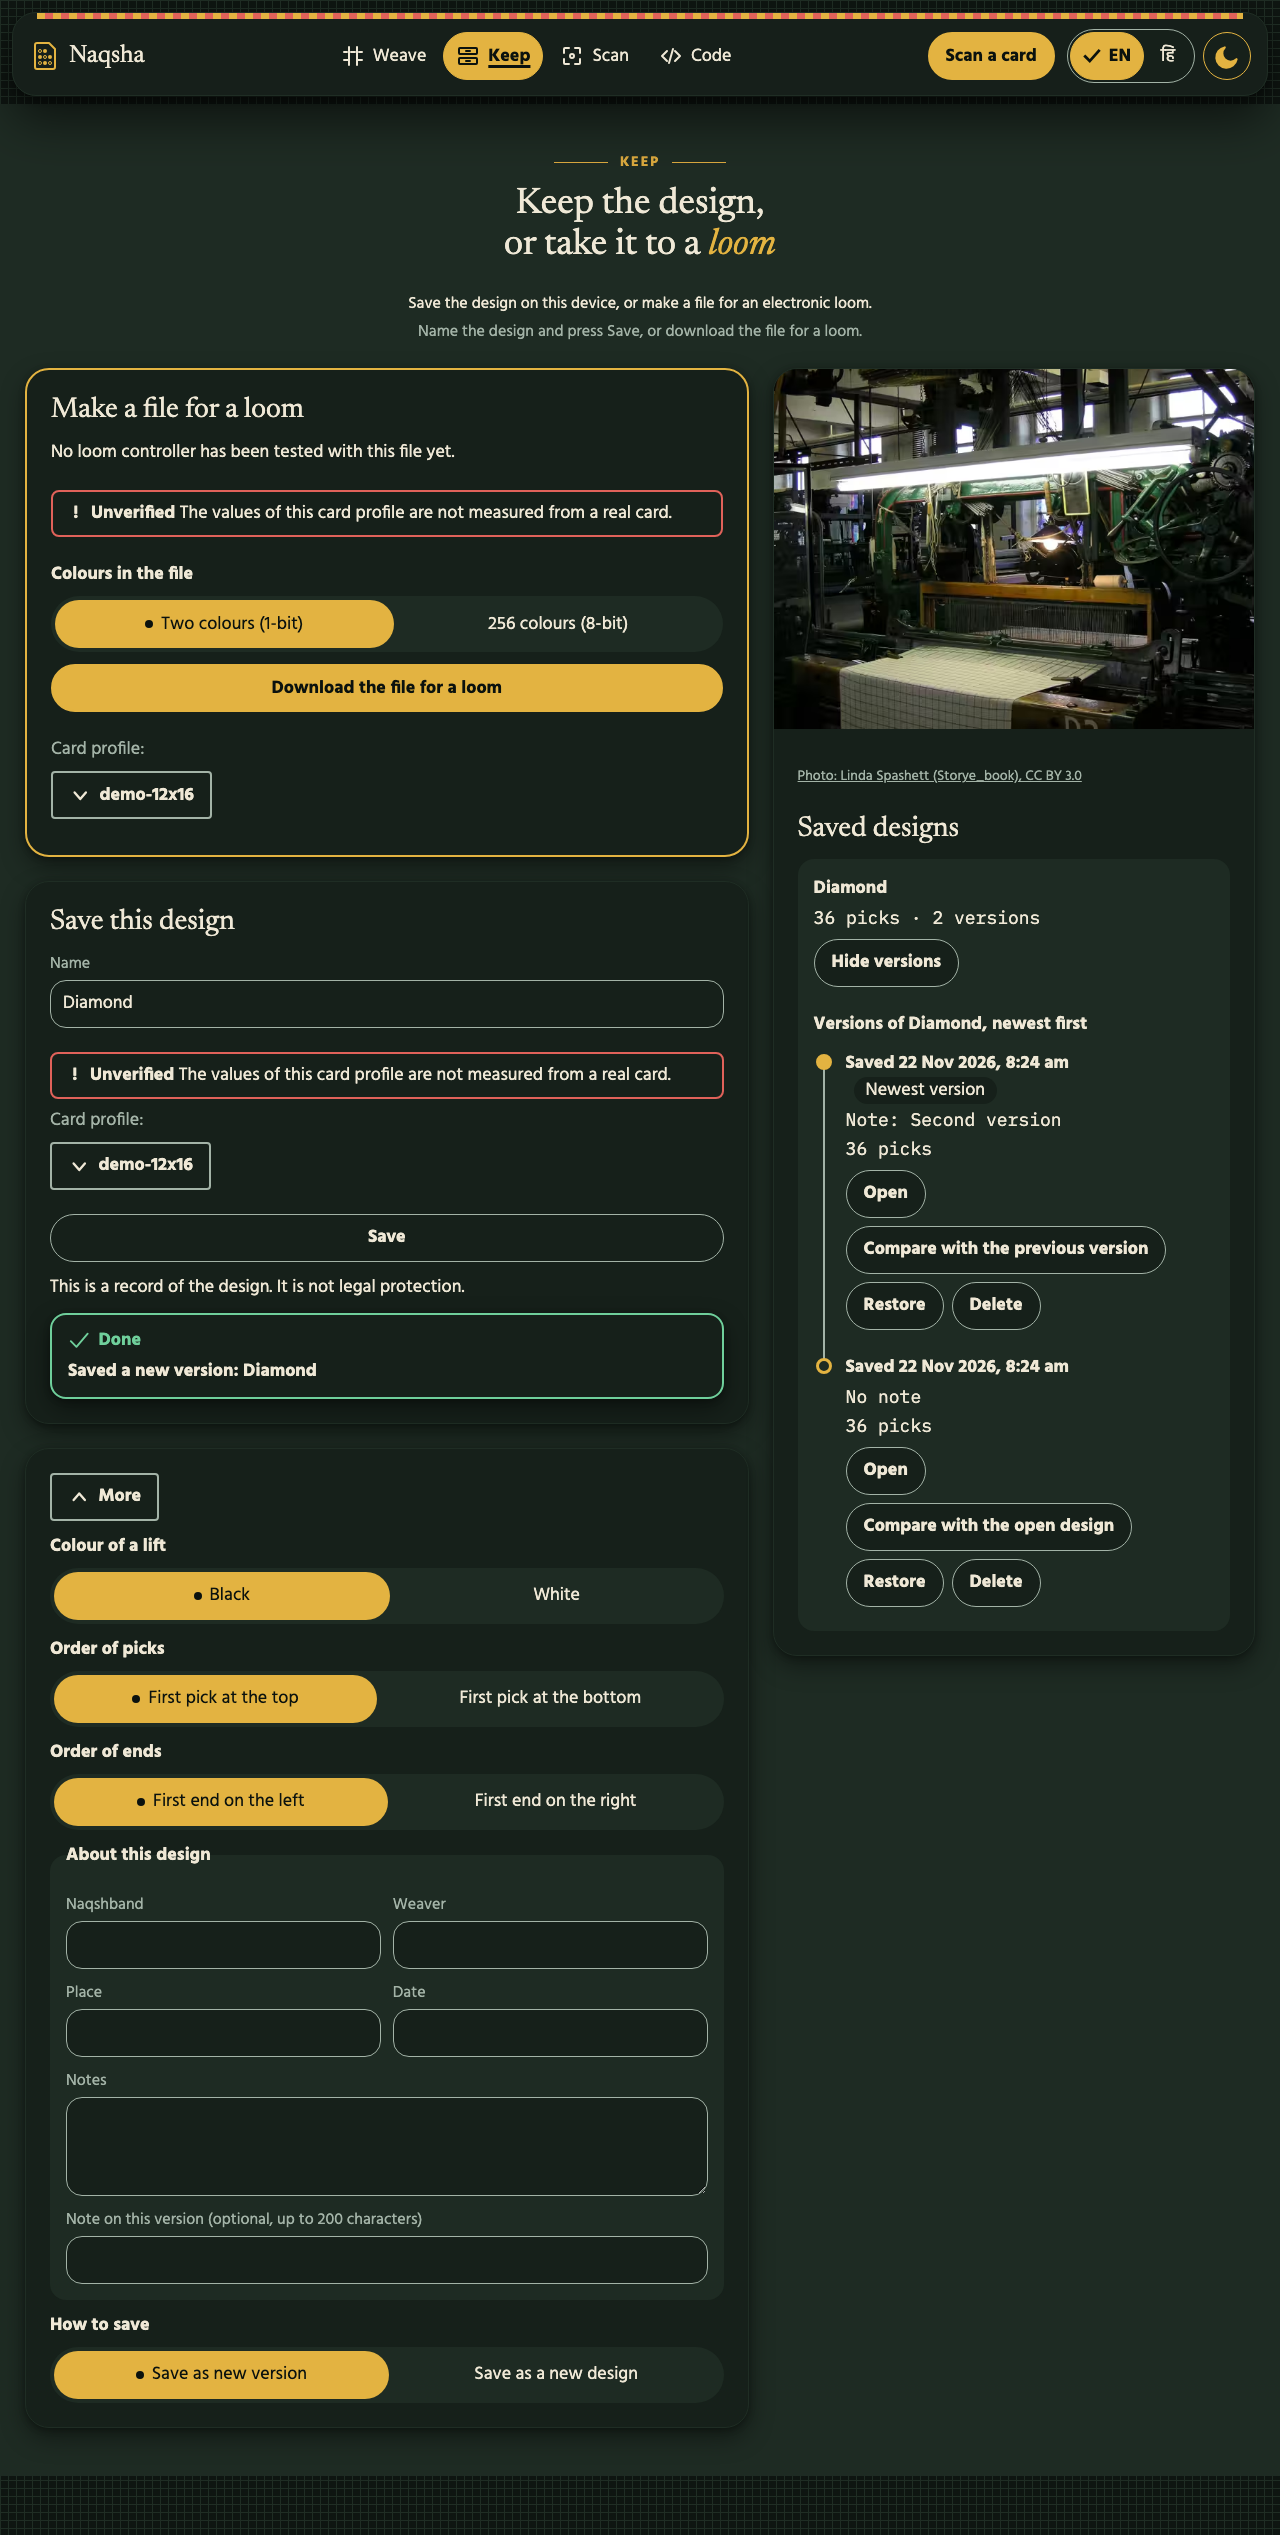 Naqsha
Weave
Keep
Scan
Code
Scan a card
EN
हिं
KEEP
Keep the design,
or take it to a loom
Save the design on this device, or make a file for an electronic loom.
Name the design and press Save, or download the file for a loom.
Make a file for a loom
No loom controller has been tested with this file yet.
! Unverified The values of this card profile are not measured from a real card.
Colours in the file
Two colours (1-bit)
256 colours (8-bit)
Download the file for a loom
Card profile:
demo-12x16
Save this design
Name
Diamond
! Unverified The values of this card profile are not measured from a real card.
Card profile:
demo-12x16
Save
This is a record of the design. It is not legal protection.
Done
Saved a new version: Diamond
More
Colour of a lift
Black
White
Order of picks
First pick at the top
First pick at the bottom
Order of ends
First end on the left
First end on the right
About this design
Naqshband
Weaver
Place
Date
Notes
Note on this version (optional, up to 200 characters)
How to save
Save as new version
Save as a new design
Photo: Linda Spashett (Storye_book), CC BY 3.0
Saved designs
Diamond
36 picks · 2 versions
Hide versions
Versions of Diamond, newest first
Saved 22 Nov 2026, 8:24 am
Newest version
Note: Second version
36 picks
Open
Compare with the previous version
Restore
Delete
Saved 22 Nov 2026, 8:24 am
No note
36 picks
Open
Compare with the open design
Restore
Delete